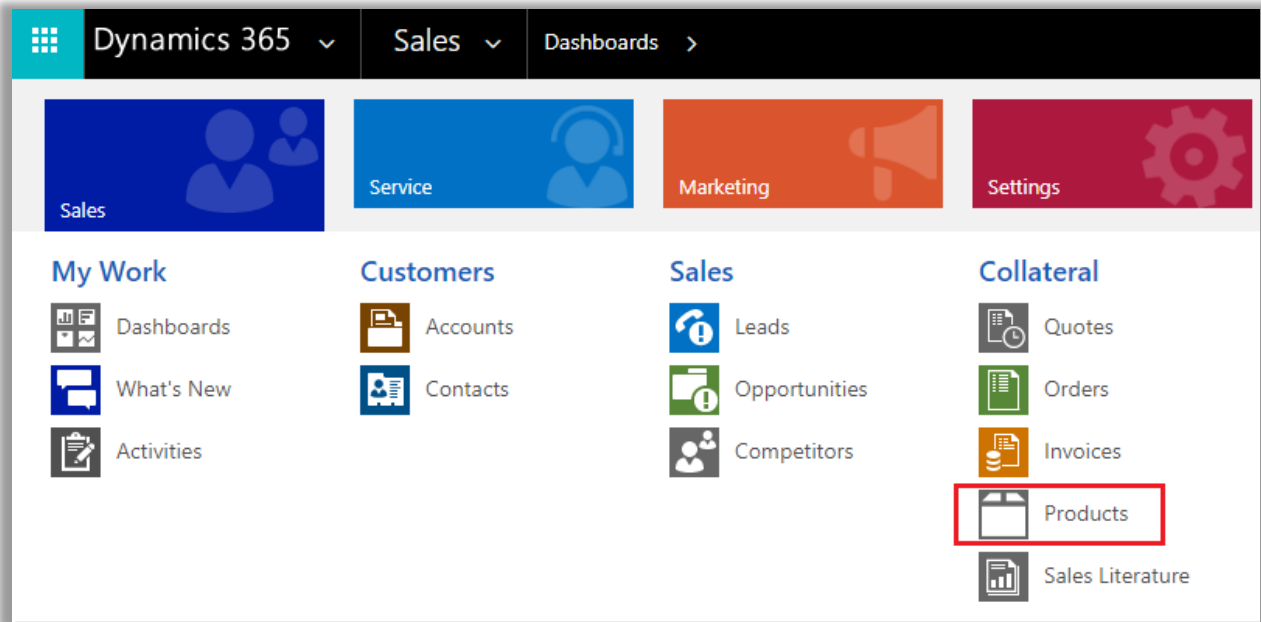 Dynamics 365 Sales Dashboards
Sales Service Marketing Settings
My Work Customers Sales Collateral
Dashboards Accounts Leads Quotes
What's New Contacts Opportunities Orders
Activities Competitors Invoices
Products
Sales Literature